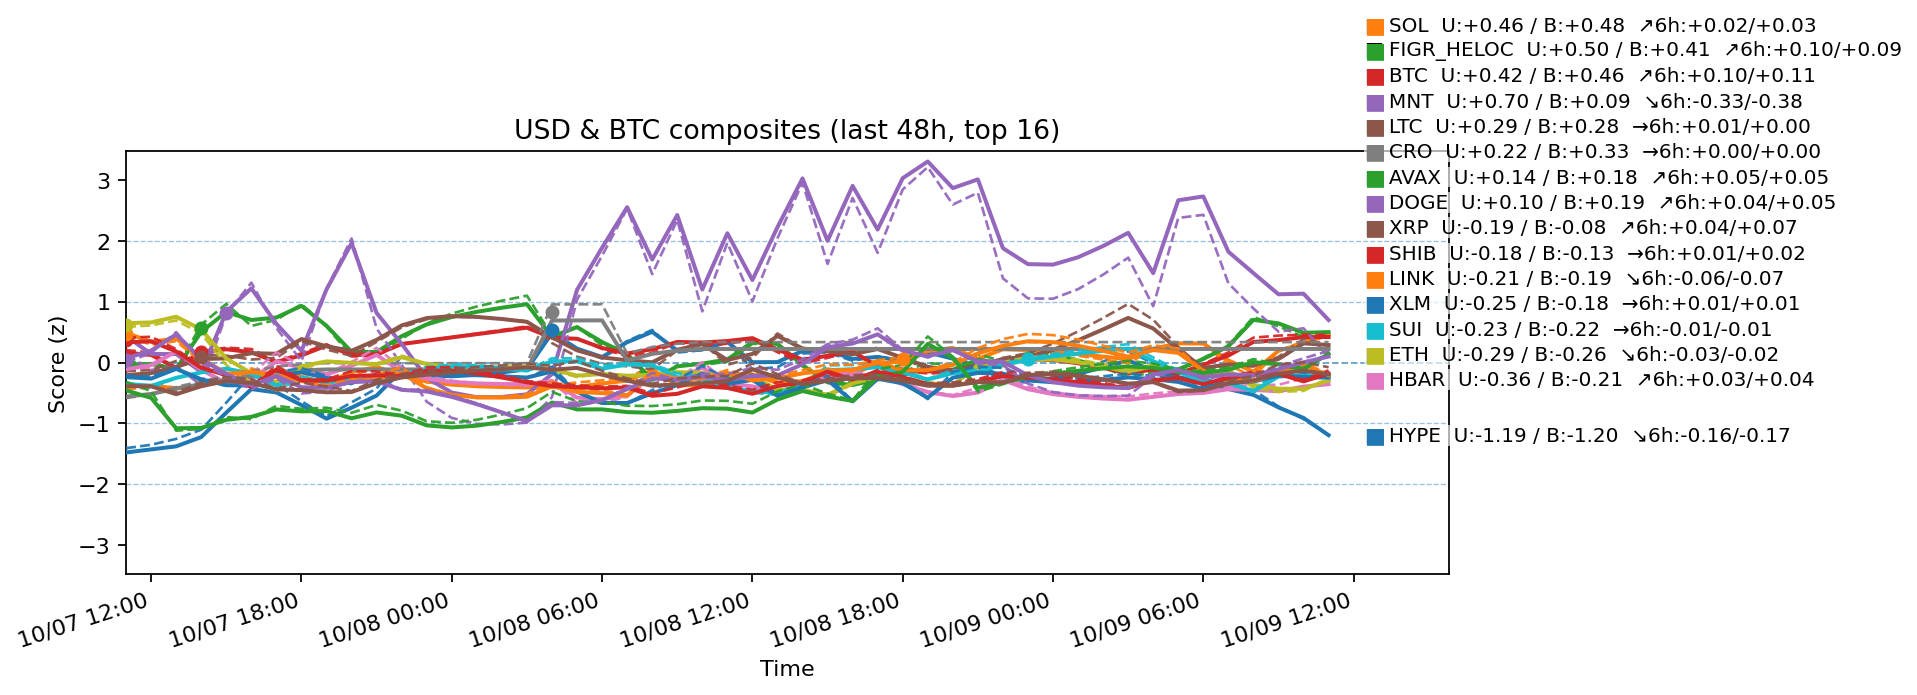 SOL  U:+0.46 / B:+0.48  ↗6h:+0.02/+0.03
FIGR_HELOC  U:+0.50 / B:+0.41  ↗6h:+0.10/+0.09
BTC  U:+0.42 / B:+0.46  ↗6h:+0.10/+0.11
MNT  U:+0.70 / B:+0.09  ↘6h:-0.33/-0.38
LTC  U:+0.29 / B:+0.28  →6h:+0.01/+0.00
CRO  U:+0.22 / B:+0.33  →6h:+0.00/+0.00
AVAX  U:+0.14 / B:+0.18  ↗6h:+0.05/+0.05
DOGE  U:+0.10 / B:+0.19  ↗6h:+0.04/+0.05
XRP  U:-0.19 / B:-0.08  ↗6h:+0.04/+0.07
SHIB  U:-0.18 / B:-0.13  →6h:+0.01/+0.02
LINK  U:-0.21 / B:-0.19  ↘6h:-0.06/-0.07
XLM  U:-0.25 / B:-0.18  →6h:+0.01/+0.01
SUI  U:-0.23 / B:-0.22  →6h:-0.01/-0.01
ETH  U:-0.29 / B:-0.26  ↘6h:-0.03/-0.02
HBAR  U:-0.36 / B:-0.21  ↗6h:+0.03/+0.04
HYPE  U:-1.19 / B:-1.20  ↘6h:-0.16/-0.17
USD & BTC composites (last 48h, top 16)
Score (z)
3
2
1
0
−1
−2
−3
10/07 12:00
10/07 18:00
10/08 00:00
10/08 06:00
10/08 12:00
10/08 18:00
10/09 00:00
10/09 06:00
10/09 12:00
Time